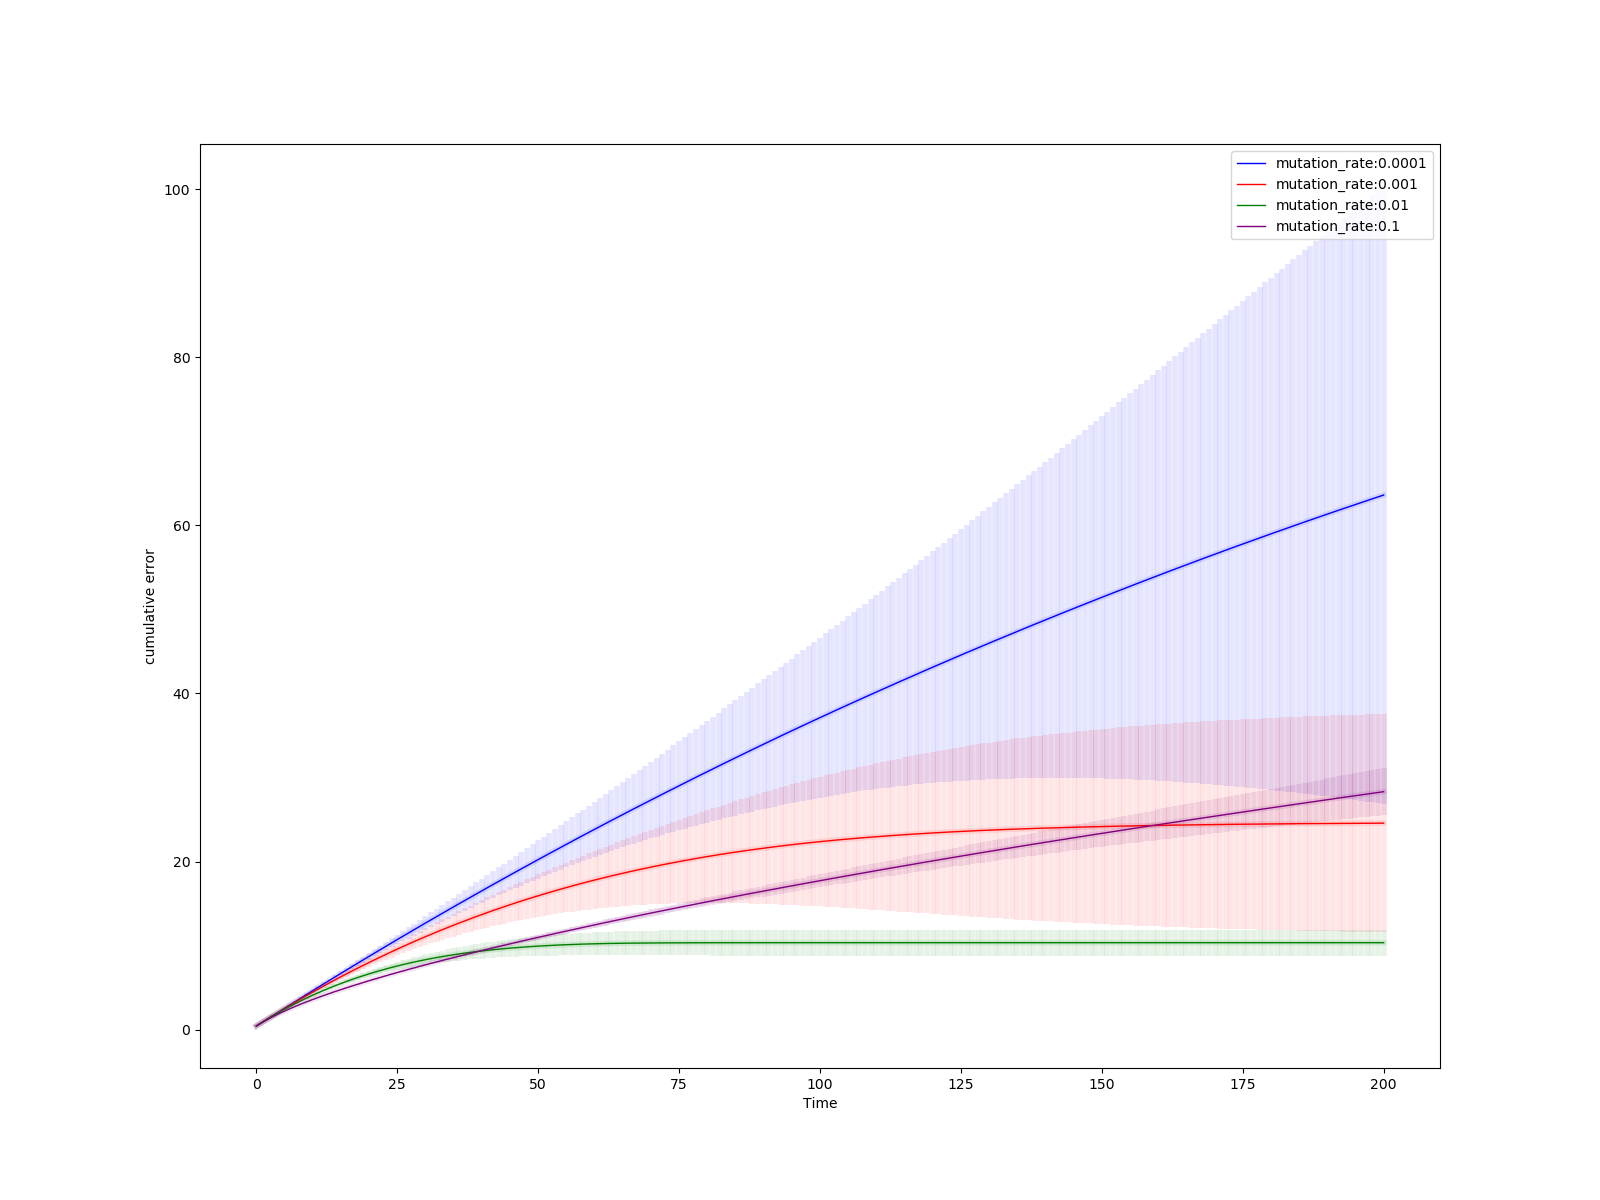 mutation_rate:0.0001
mutation_rate:0.001
mutation_rate:0.01
mutation_rate:0.1
100
80
60
40
20
0
cumulative error
0 25 50 75 100 125 150 175 200
Time